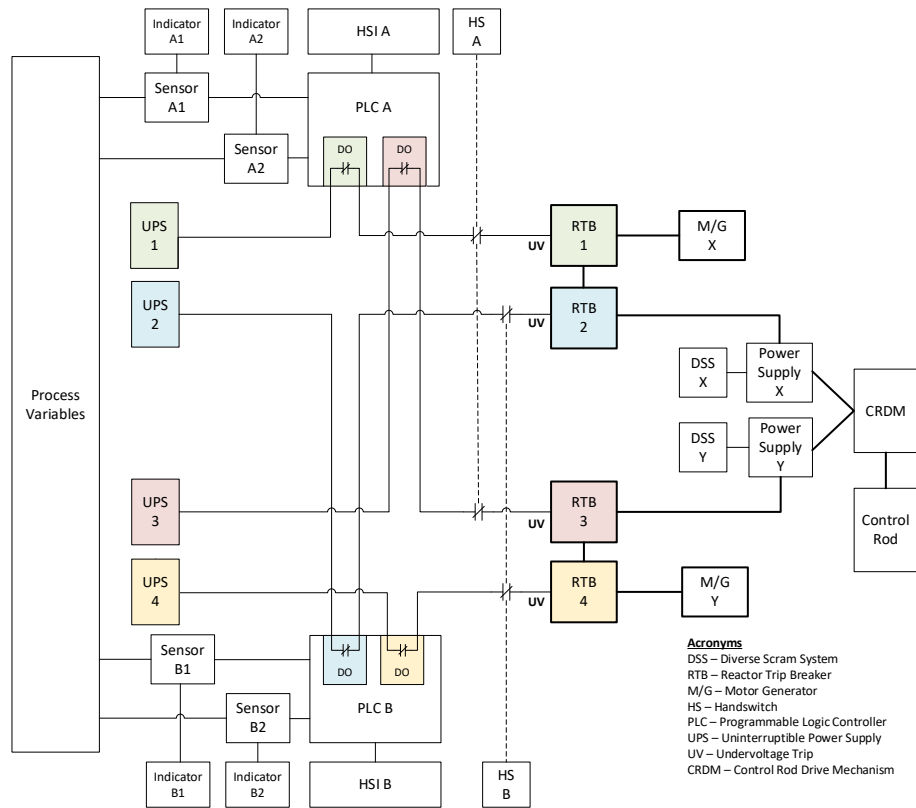 Indicator
A1
Indicator
A2
HSI A
HS
A
Sensor
A1
PLC A
Sensor
A2
DO
DO
UPS
1
UV
RTB
1
M/G
X
UPS
2
UV
RTB
2
Process
Variables
DSS
X
Power
Supply
X
CRDM
DSS
Y
Power
Supply
Y
UPS
3
UV
RTB
3
Control
Rod
UPS
4
UV
RTB
4
M/G
Y
Sensor
B1
DO
DO
Sensor
B2
PLC B
Indicator
B1
Indicator
B2
HSI B
HS
B
Acronyms
DSS – Diverse Scram System
RTB – Reactor Trip Breaker
M/G – Motor Generator
HS – Handswitch
PLC – Programmable Logic Controller
UPS – Uninterruptible Power Supply
UV – Undervoltage Trip
CRDM – Control Rod Drive Mechanism